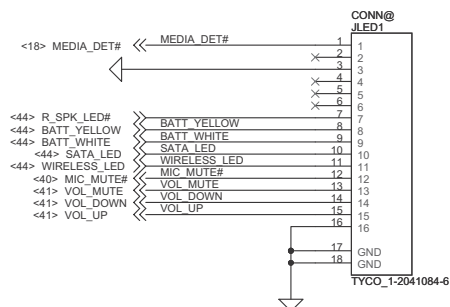 CONN@
JLED1
<18> MEDIA_DET# MEDIA_DET# 1 1
2 2
3 3
4 4
5 5
6 6
<44> R_SPK_LED# 7 7
<44> BATT_YELLOW BATT_YELLOW 8 8
<44> BATT_WHITE BATT_WHITE 9 9
<44> SATA_LED SATA_LED 10 10
<44> WIRELESS_LED WIRELESS_LED 11 11
<40> MIC_MUTE# MIC_MUTE# 12 12
<41> VOL_MUTE VOL_MUTE 13 13
<41> VOL_DOWN VOL_DOWN 14 14
<41> VOL_UP VOL_UP 15 15
16 16
17 GND
18 GND
TYCO_1-2041084-6